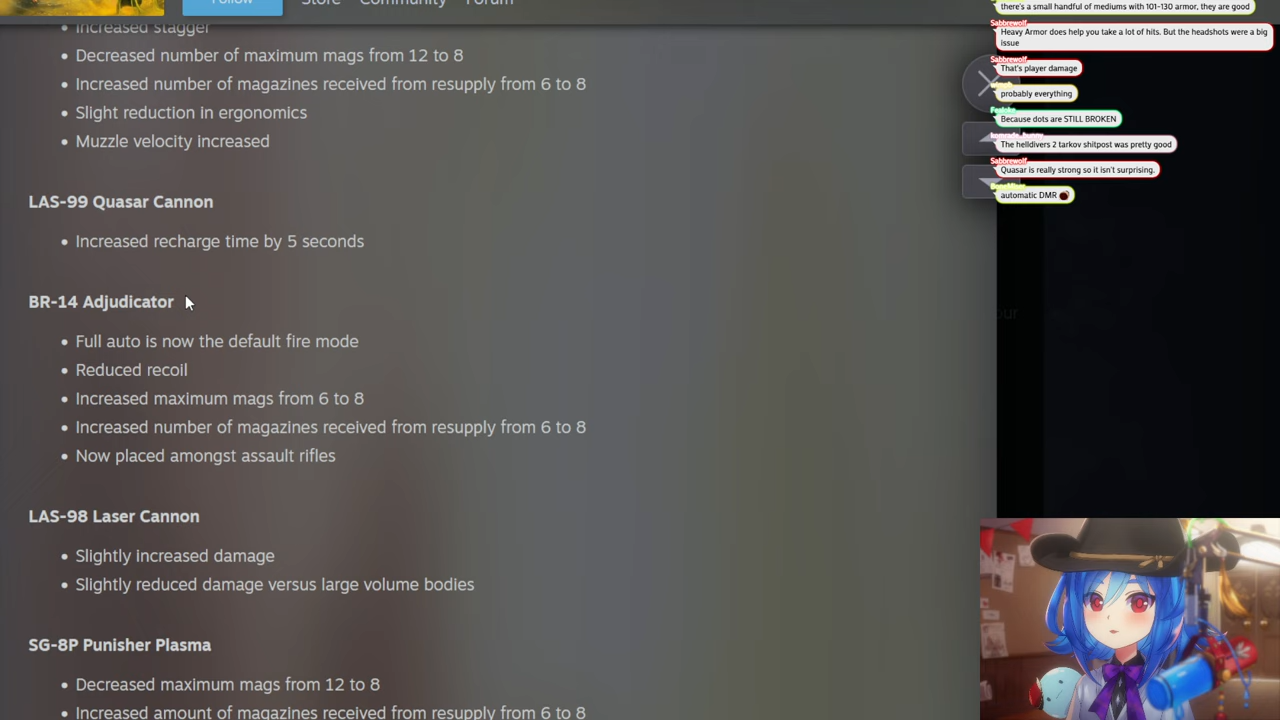 Follow
Store
Community
Forum
Increased stagger
Decreased number of maximum mags from 12 to 8
Increased number of magazines received from resupply from 6 to 8
Slight reduction in ergonomics
Muzzle velocity increased
LAS-99 Quasar Cannon
Increased recharge time by 5 seconds
BR-14 Adjudicator
Full auto is now the default fire mode
Reduced recoil
Increased maximum mags from 6 to 8
Increased number of magazines received from resupply from 6 to 8
Now placed amongst assault rifles
LAS-98 Laser Cannon
Slightly increased damage
Slightly reduced damage versus large volume bodies
SG-8P Punisher Plasma
Decreased maximum mags from 12 to 8
Increased amount of magazines received from resupply from 6 to 8
there's a small handful of mediums with 101-130 armor, they are good
Sabbrewolf
Heavy Armor does help you take a lot of hits. But the headshots were a big
issue
Sabbrewolf
That's player damage
probably everything
Because dots are STILL BROKEN
The helldivers 2 tarkov shitpost was pretty good
Sabbrewolf
Quasar is really strong so it isn't surprising.
automatic DMR
our